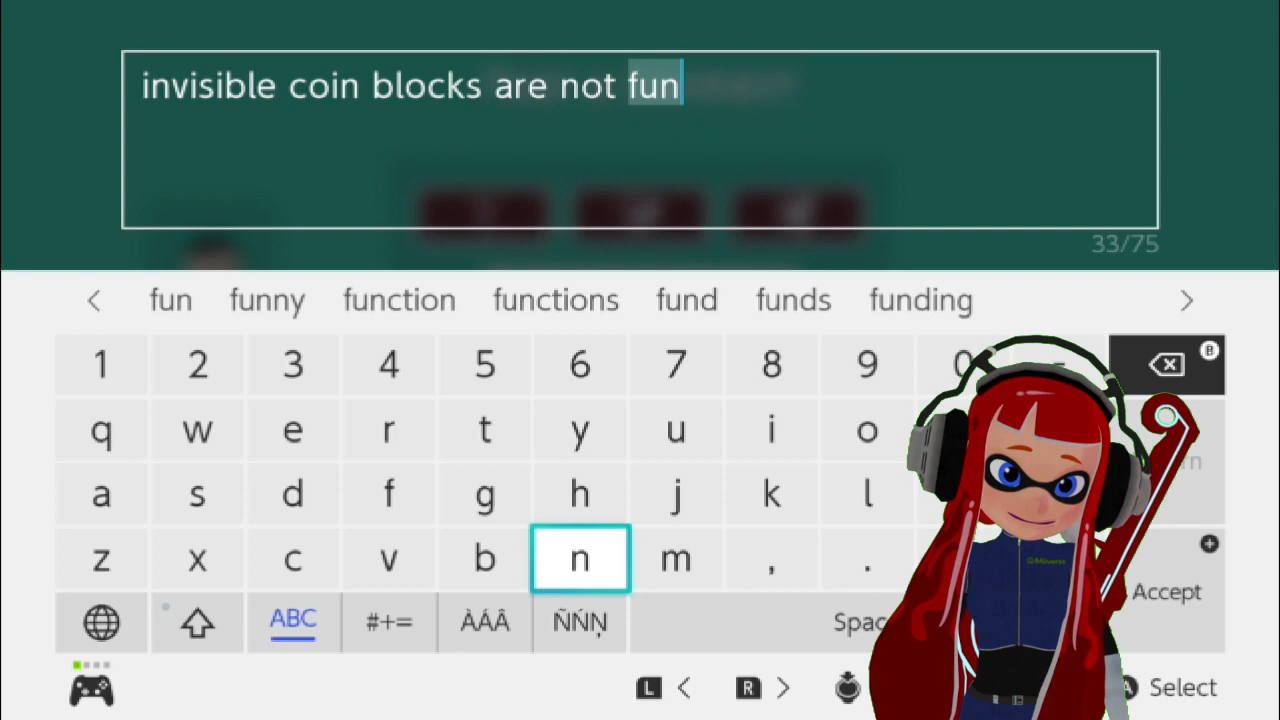 invisible coin blocks are not fun
33/75
< fun funny function functions fund funds funding >
1 2 3 4 5 6 7 8 9 0 -
B
q w e r t y u i o
a s d f g h j k l
z x c v b n m , .
+
Accept
ABC #+= ÀÁÂ ÑŃŅ
L < R > A Select